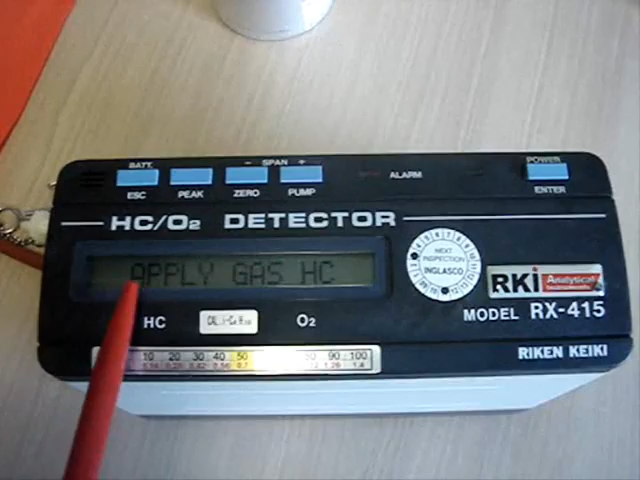 BATT. - SPAN + POWER
ESC PEAK ZERO PUMP ALARM ENTER
HC/O2 DETECTOR
NEXT
INSPECTION
INGLASCO
APPLY GAS HC
RKI Analytical
HC O2
MODEL RX-415
RIKEN KEIKI
10 20 30 40 50 90 100